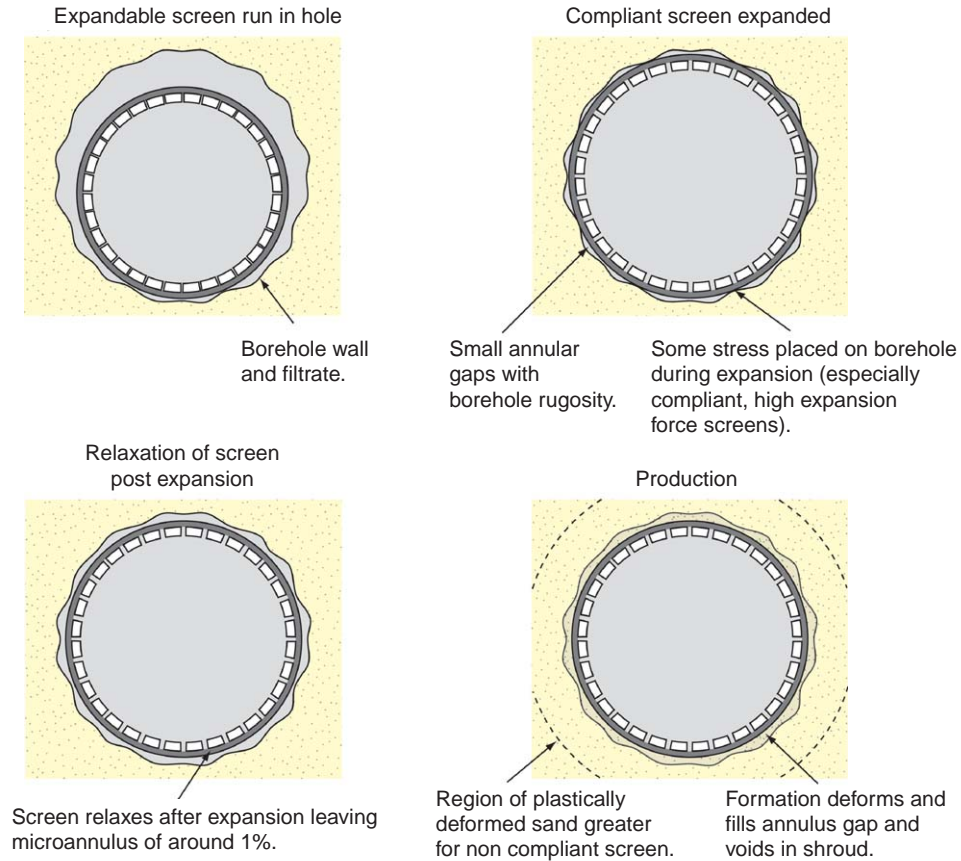 Expandable screen run in hole
Compliant screen expanded
Borehole wall
and filtrate.
Small annular
gaps with
borehole rugosity.
Some stress placed on borehole
during expansion (especially
compliant, high expansion
force screens).
Relaxation of screen
post expansion
Production
Screen relaxes after expansion leaving
microannulus of around 1%.
Region of plastically
deformed sand greater
for non compliant screen.
Formation deforms and
fills annulus gap and
voids in shroud.